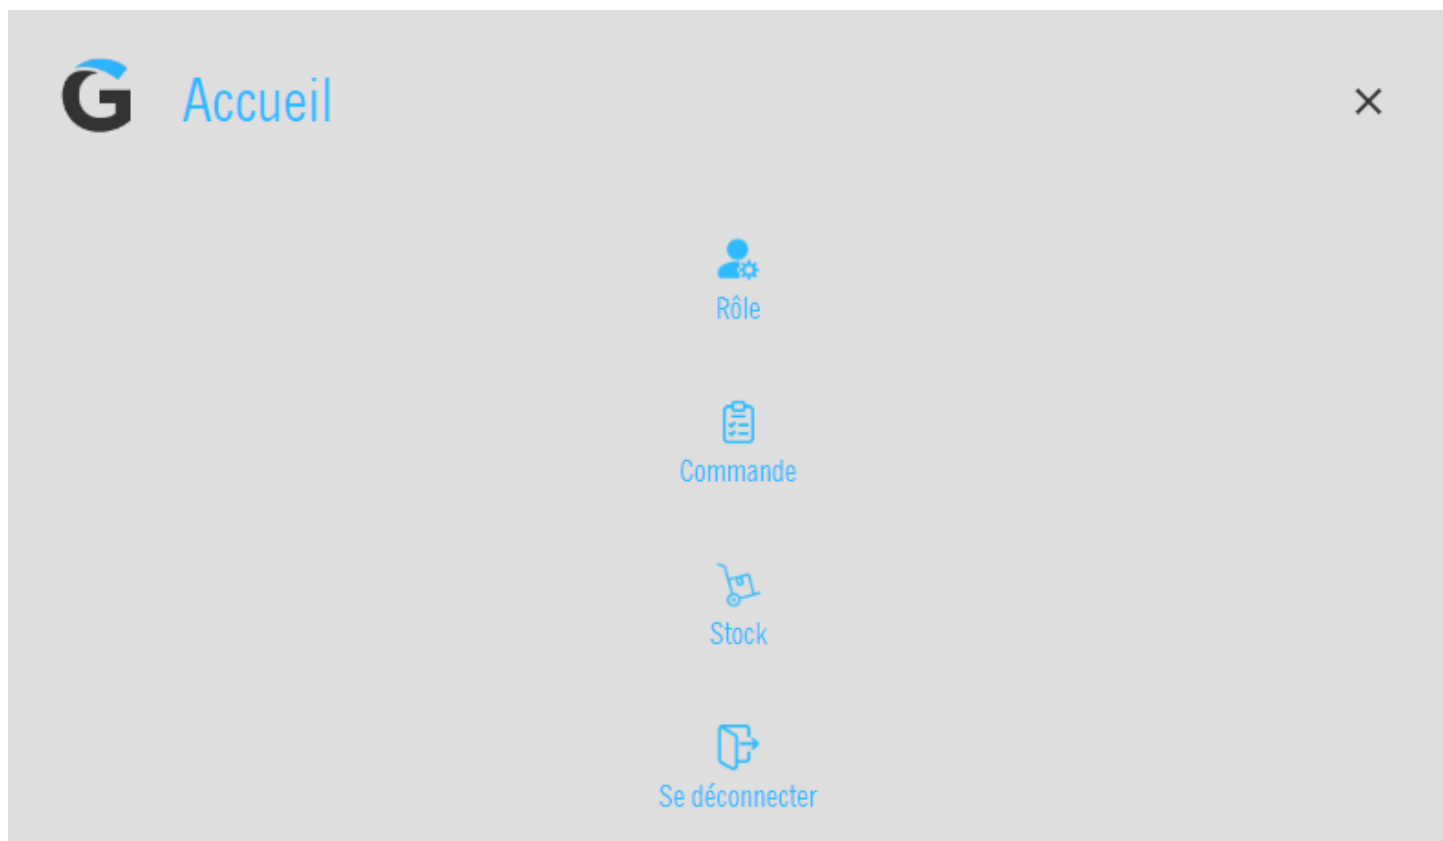 G Accueil
Rôle
Commande
Stock
Se déconnecter